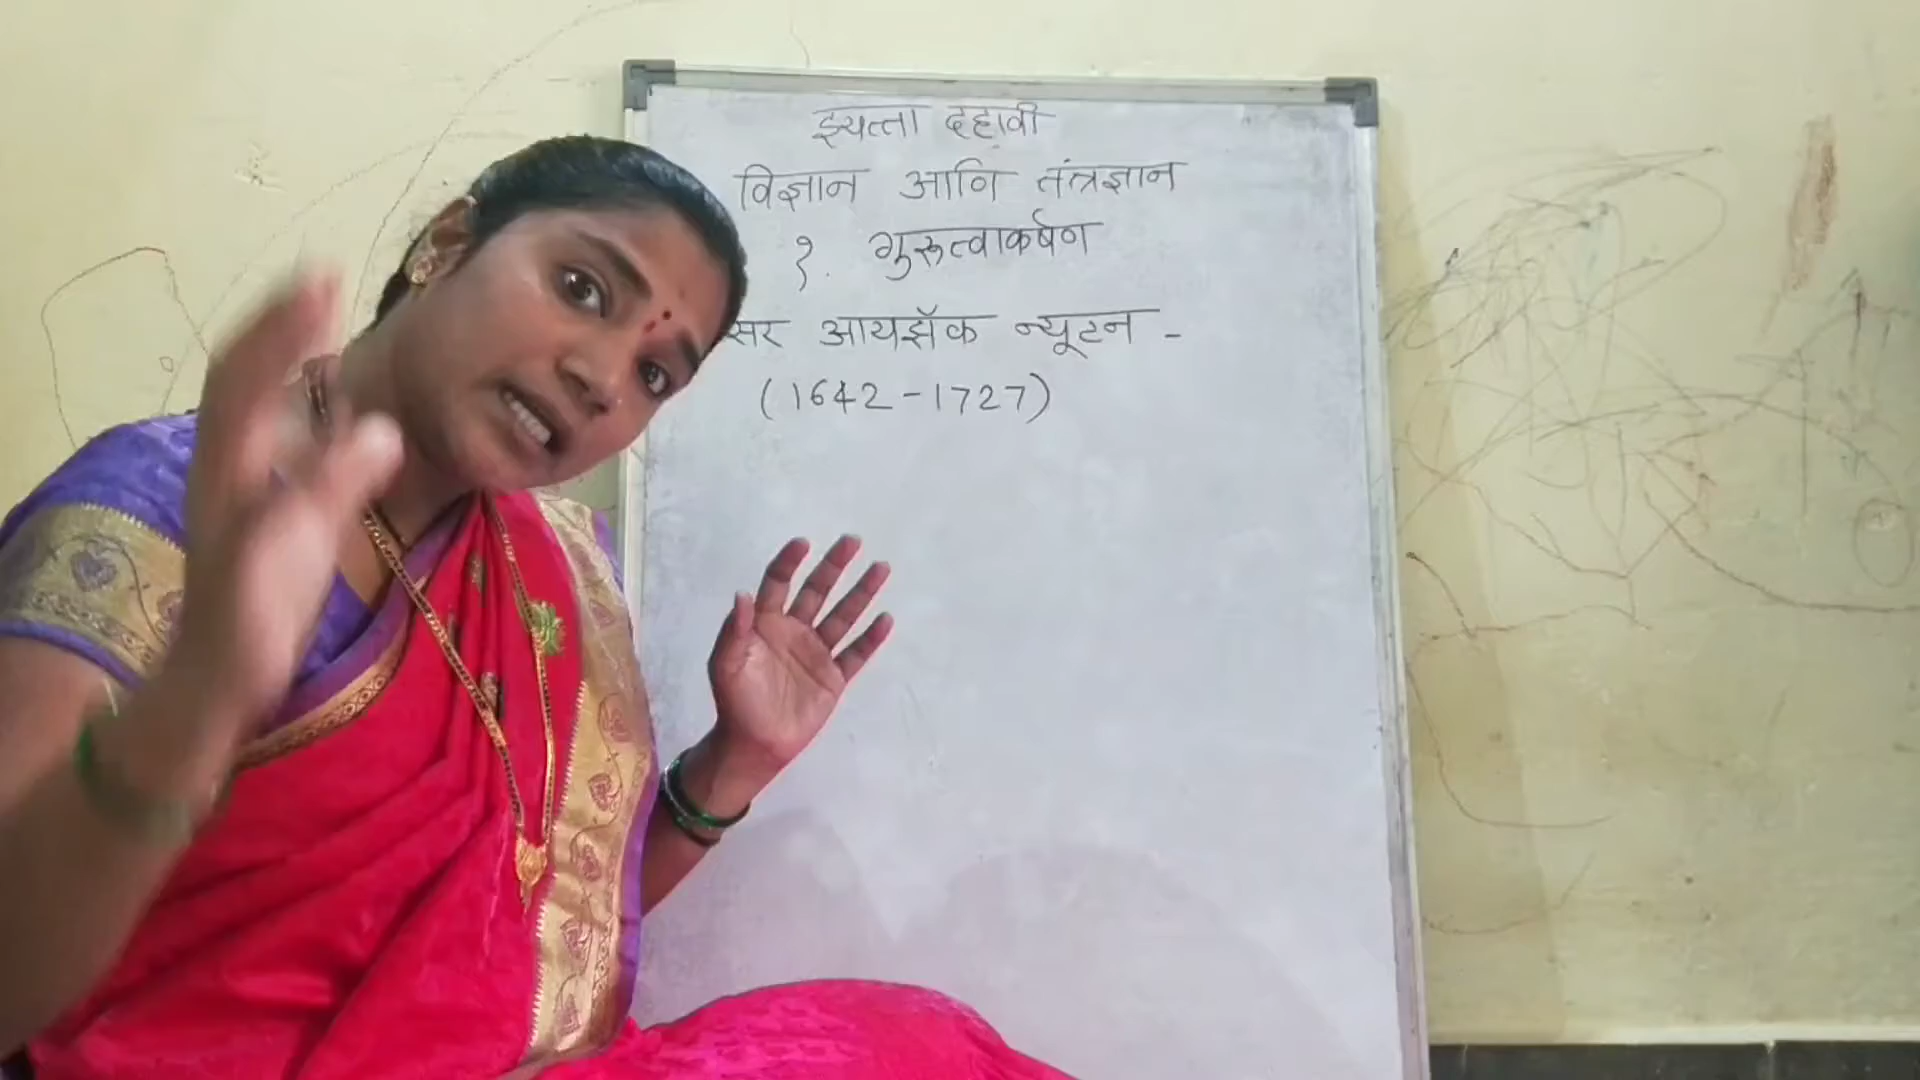 इयत्ता दहावी
विज्ञान आणि तंत्रज्ञान
१. गुरुत्वाकर्षण
सर आयझॅक न्यूटन -
(1642-1727)